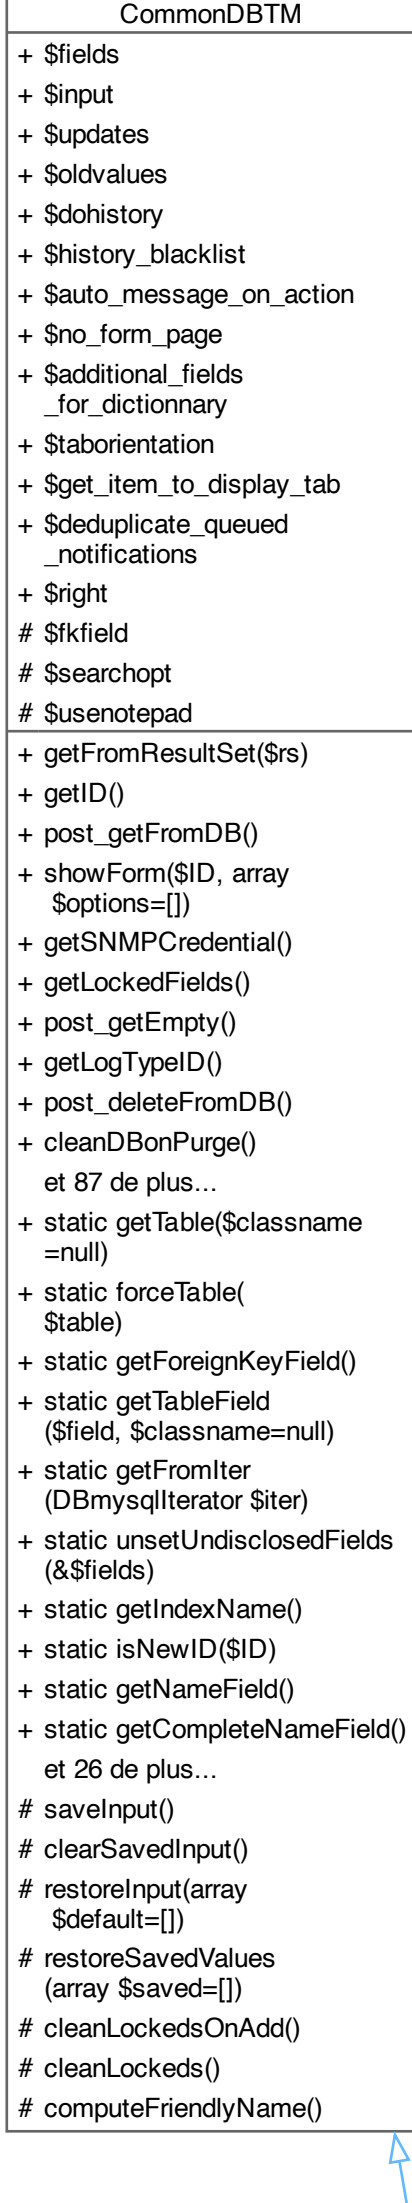 CommonDBTM
+ $fields
+ $input
+ $updates
+ $oldvalues
+ $dohistory
+ $history_blacklist
+ $auto_message_on_action
+ $no_form_page
+ $additional_fields
_for_dictionnary
+ $taborientation
+ $get_item_to_display_tab
+ $deduplicate_queued
_notifications
+ $right
# $fkfield
# $searchopt
# $usenotepad
+ getFromResultSet($rs)
+ getID()
+ post_getFromDB()
+ showForm($ID, array
$options=[])
+ getSNMPCredential()
+ getLockedFields()
+ post_getEmpty()
+ getLogTypeID()
+ post_deleteFromDB()
+ cleanDBonPurge()
et 87 de plus...
+ static getTable($classname
=null)
+ static forceTable(
$table)
+ static getForeignKeyField()
+ static getTableField
($field, $classname=null)
+ static getFromIter
(DBmysqlIterator $iter)
+ static unsetUndisclosedFields
(&$fields)
+ static getIndexName()
+ static isNewID($ID)
+ static getNameField()
+ static getCompleteNameField()
et 26 de plus...
# saveInput()
# clearSavedInput()
# restoreInput(array
$default=[])
# restoreSavedValues
(array $saved=[])
# cleanLockedsOnAdd()
# cleanLockeds()
# computeFriendlyName()